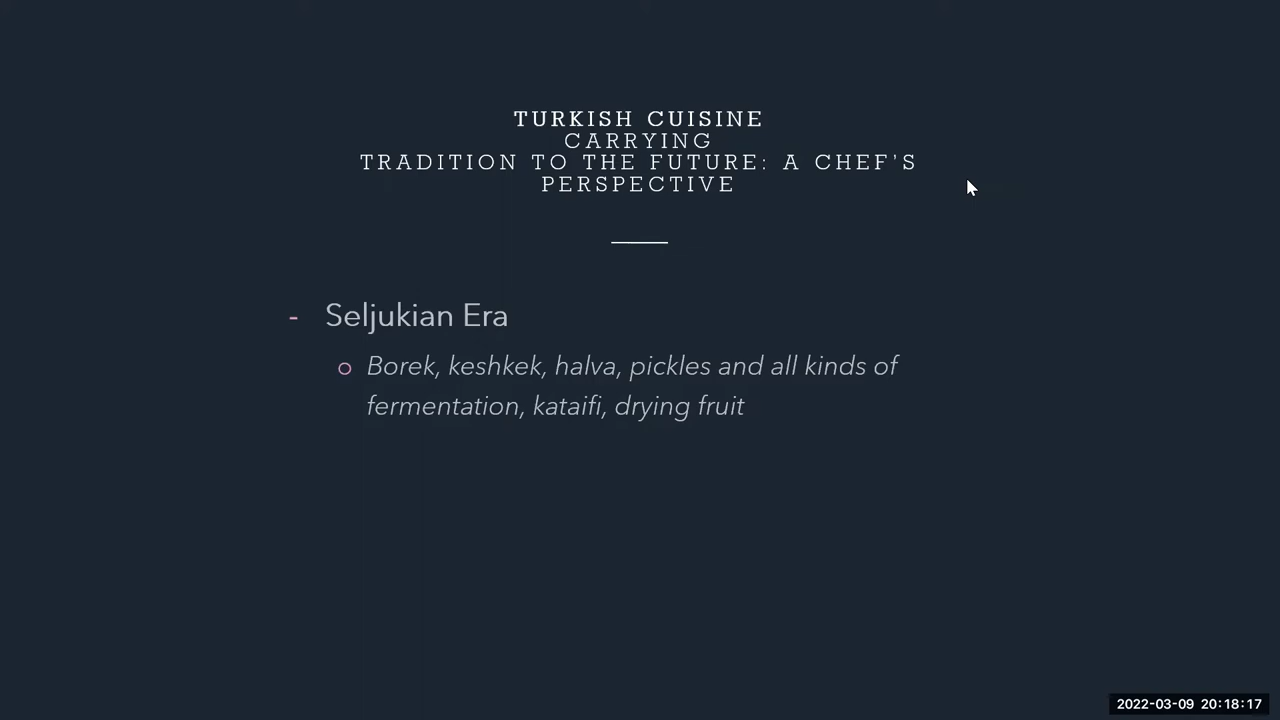 TURKISH CUISINE
CARRYING
TRADITION TO THE FUTURE: A CHEF'S
PERSPECTIVE
- Seljukian Era
o Borek, keshkek, halva, pickles and all kinds of
fermentation, kataifi, drying fruit
2022-03-09 20:18:17